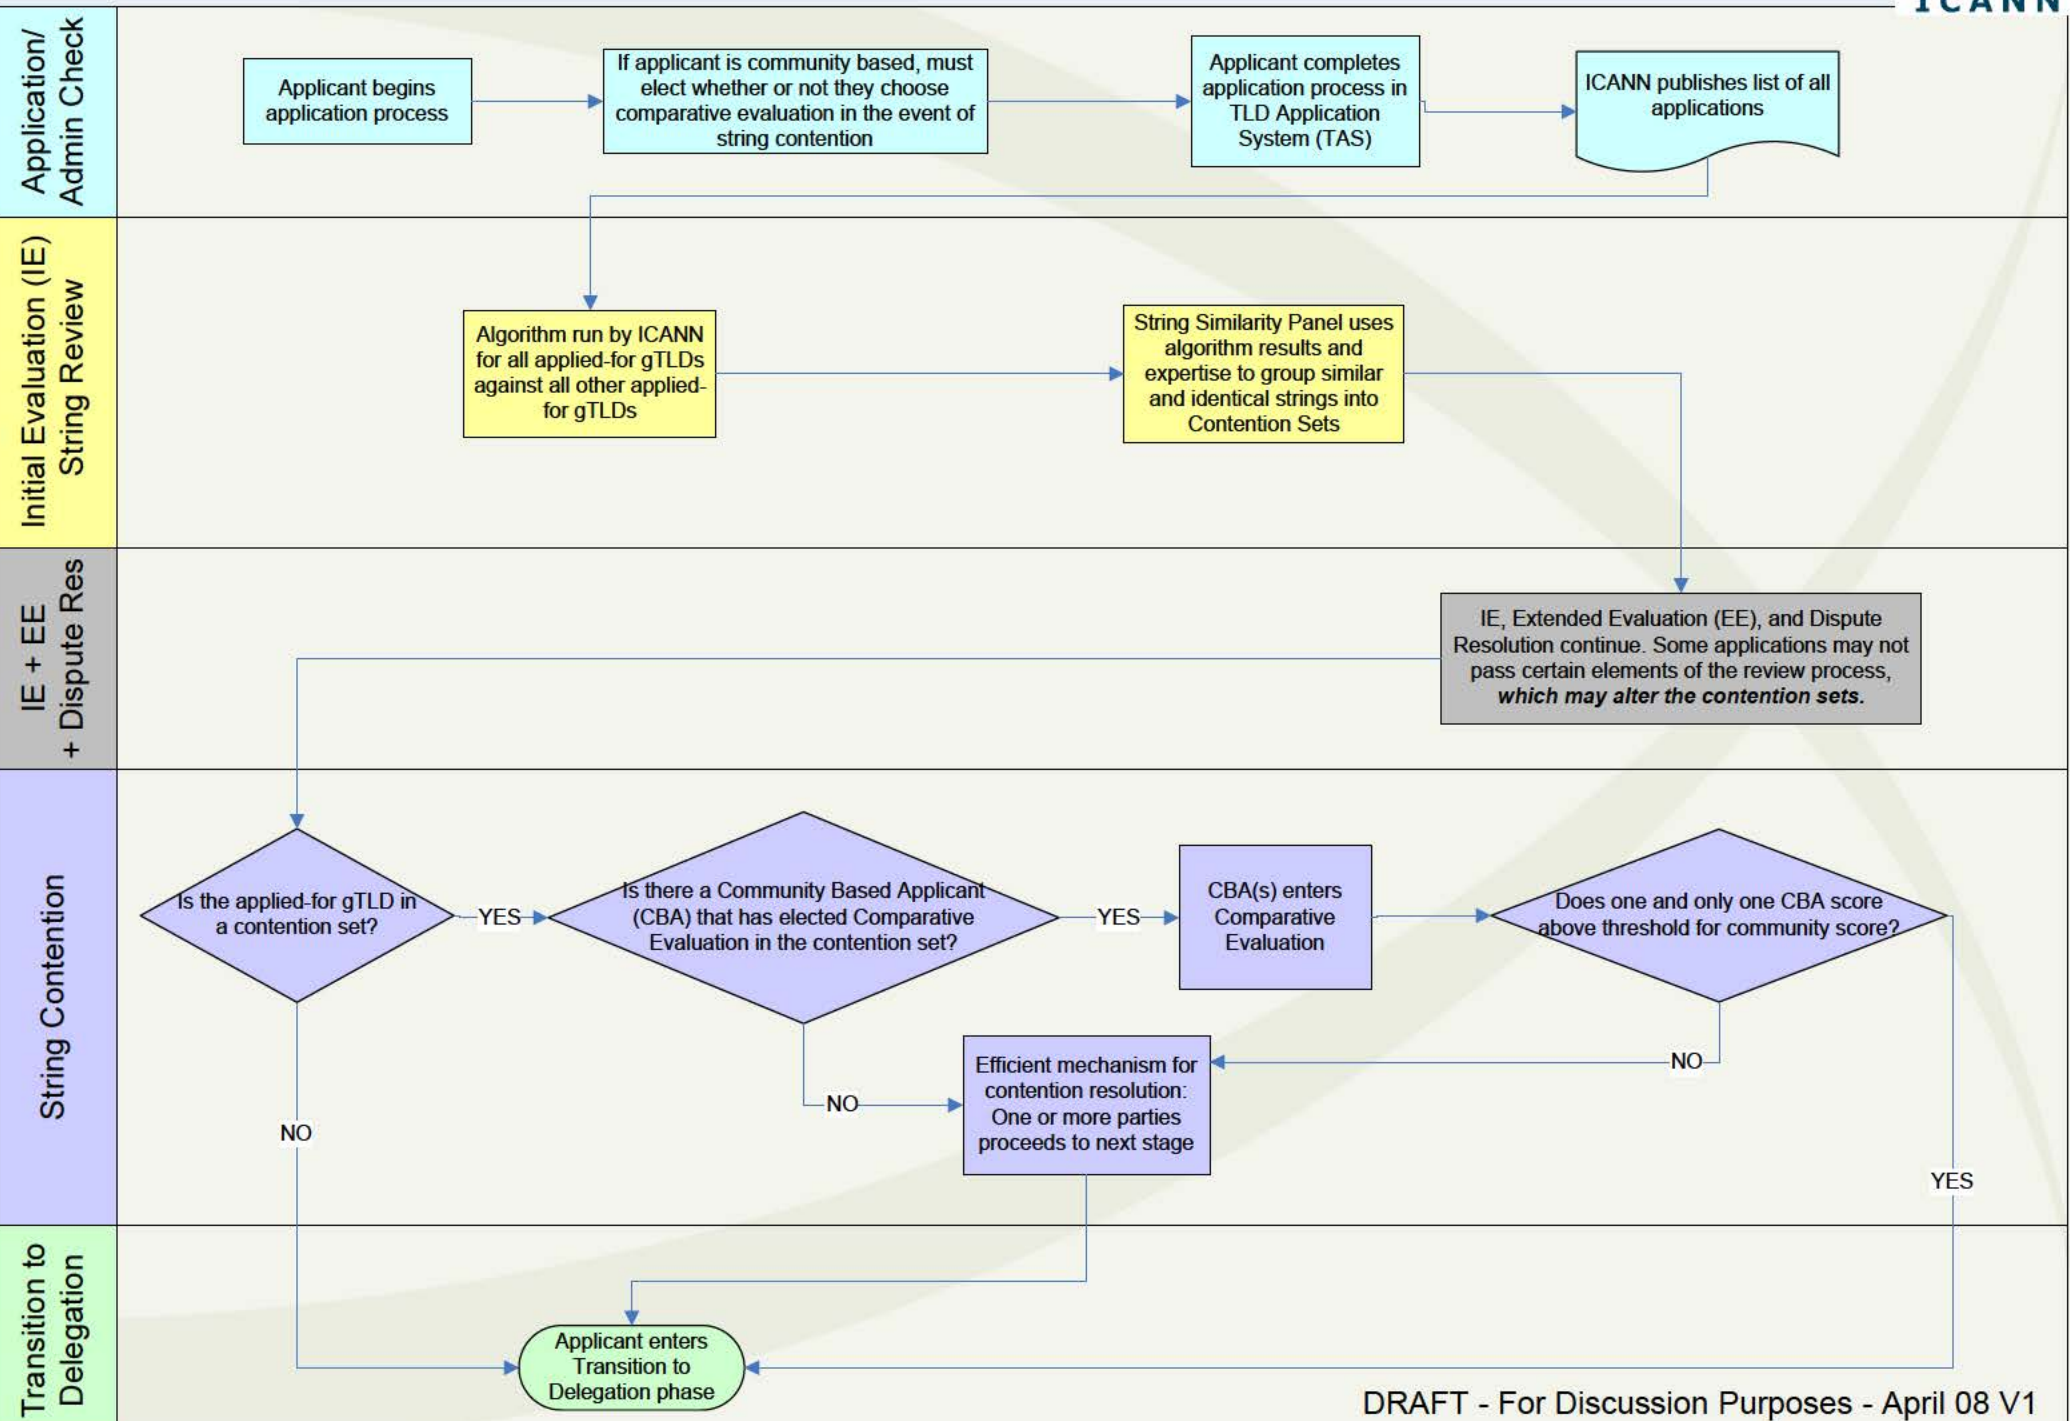 ICANN
Application/
Admin Check
Applicant begins
application process
If applicant is community based, must
elect whether or not they choose
comparative evaluation in the event of
string contention
Applicant completes
application process in
TLD Application
System (TAS)
ICANN publishes list of all
applications
Initial Evaluation (IE)
String Review
Algorithm run by ICANN
for all applied-for gTLDs
against all other applied-
for gTLDs
String Similarity Panel uses
algorithm results and
expertise to group similar
and identical strings into
Contention Sets
IE + EE
+ Dispute Res
IE, Extended Evaluation (EE), and Dispute
Resolution continue. Some applications may not
pass certain elements of the review process,
which may alter the contention sets.
String Contention
Is the applied-for gTLD in
a contention set?
YES
Is there a Community Based Applicant
(CBA) that has elected Comparative
Evaluation in the contention set?
YES
CBA(s) enters
Comparative
Evaluation
Does one and only one CBA score
above threshold for community score?
NO
NO
Efficient mechanism for
contention resolution:
One or more parties
proceeds to next stage
NO
YES
Transition to
Delegation
Applicant enters
Transition to
Delegation phase
DRAFT - For Discussion Purposes - April 08 V1